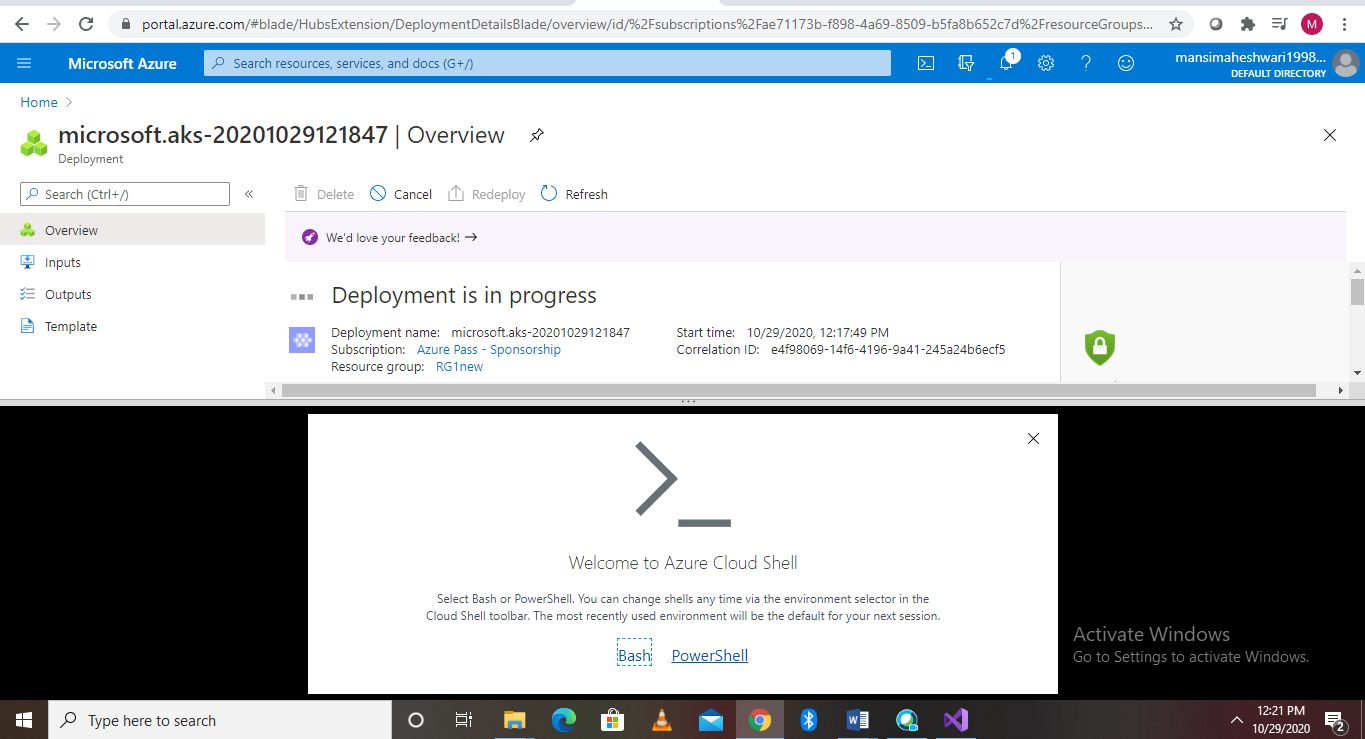 portal.azure.com/#blade/HubsExtension/DeploymentDetailsBlade/overview/id/%2Fsubscriptions%2Fae71173b-f898-4a69-8509-b5fa8b652c7d%2FresourceGroups...
M
Microsoft Azure
Search resources, services, and docs (G+/)
1
mansimaheshwari1998...
DEFAULT DIRECTORY
Home >
microsoft.aks-20201029121847 | Overview
Deployment
Search (Ctrl+/)
«
Delete
Cancel
Redeploy
Refresh
Overview
Inputs
Outputs
Template
We'd love your feedback! →
Deployment is in progress
Deployment name: microsoft.aks-20201029121847
Subscription: Azure Pass - Sponsorship
Resource group: RG1new
Start time: 10/29/2020, 12:17:49 PM
Correlation ID: e4f98069-14f6-4196-9a41-245a24b6ecf5
Welcome to Azure Cloud Shell
Select Bash or PowerShell. You can change shells any time via the environment selector in the
Cloud Shell toolbar. The most recently used environment will be the default for your next session.
Bash PowerShell
Activate Windows
Go to Settings to activate Windows.
Type here to search
12:21 PM
10/29/2020
2